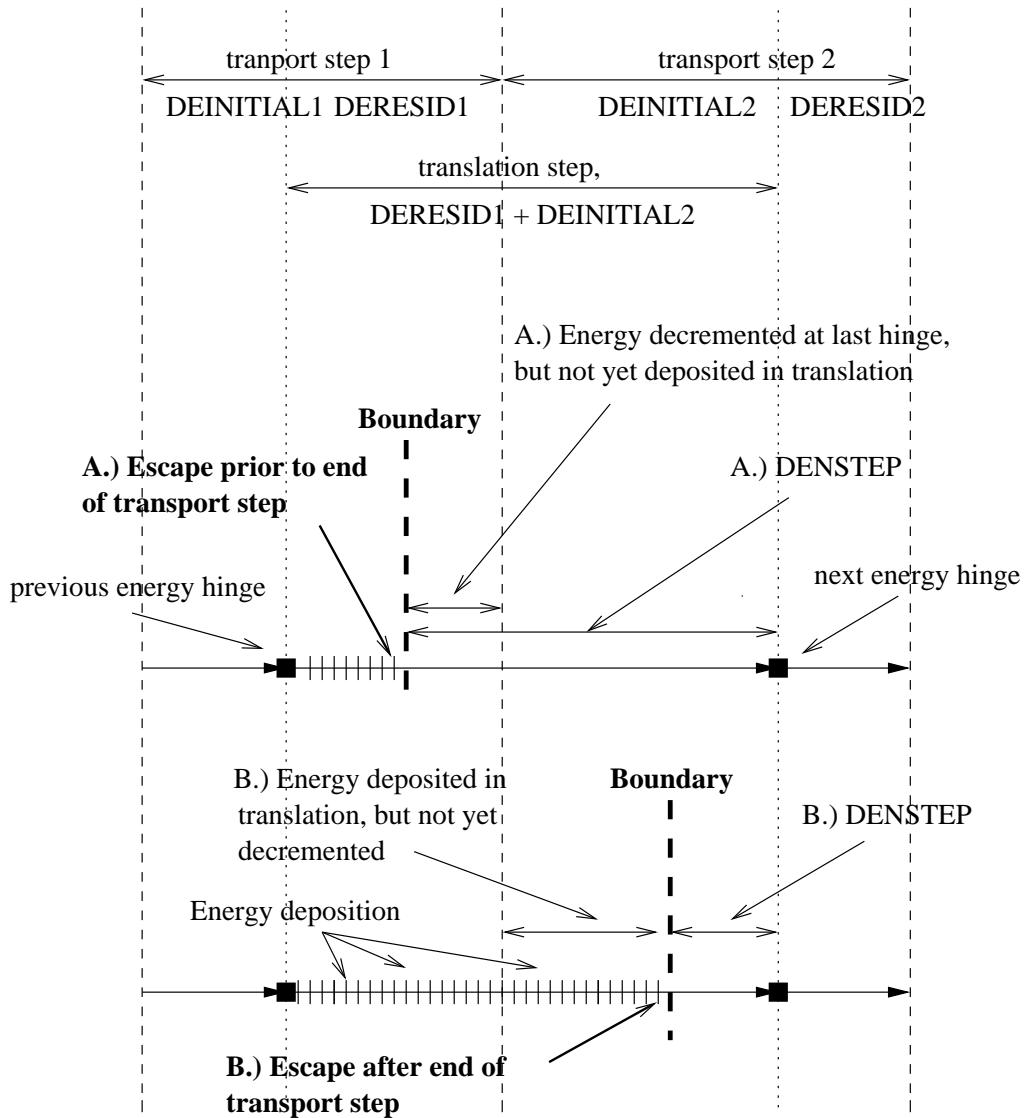 tranport step 1
transport step 2
DEINITIAL1 DERESID1
DEINITIAL2
DERESID2
translation step,
DERESID1 + DEINITIAL2
A.) Energy decremented at last hinge,
but not yet deposited in translation
Boundary
A.) Escape prior to end
of transport step
A.) DENSTEP
previous energy hinge
next energy hinge
B.) Energy deposited in
translation, but not yet
decremented
Boundary
B.) DENSTEP
Energy deposition
B.) Escape after end of
transport step